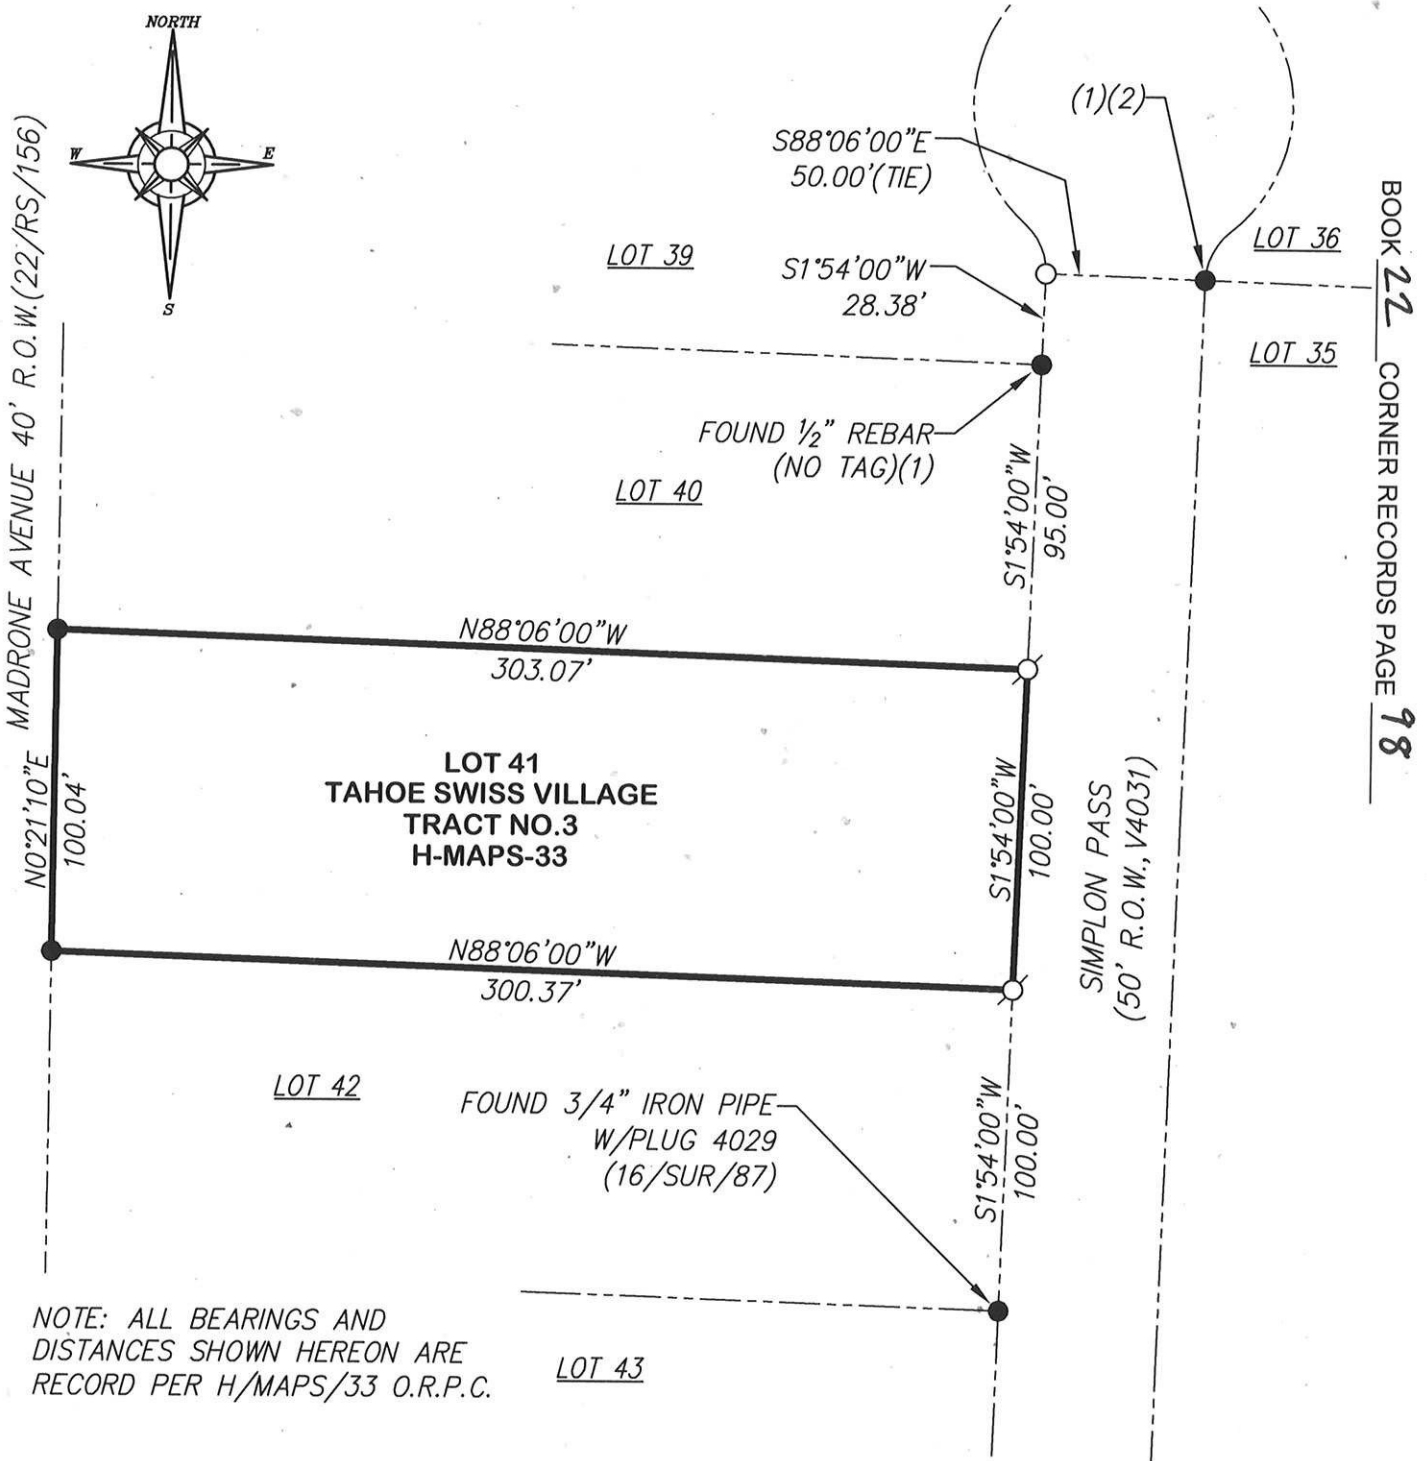 NORTH
W
E
S
MADRONE AVENUE 40' R.O.W.(22/RS/156)
(1)(2)
S88°06'00"E
50.00'(TIE)
LOT 39
S1°54'00"W
28.38'
LOT 36
LOT 35
BOOK 22 CORNER RECORDS PAGE 98
FOUND ½" REBAR
(NO TAG)(1)
LOT 40
S1°54'00"W
95.00'
N88°06'00"W
303.07'
N0°21'10"E
100.04'
LOT 41
TAHOE SWISS VILLAGE
TRACT NO.3
H-MAPS-33
S1°54'00"W
100.00'
SIMPLON PASS
(50' R.O.W., V4031)
N88°06'00"W
300.37'
LOT 42
FOUND 3/4" IRON PIPE
W/PLUG 4029
(16/SUR/87)
S1°54'00"W
100.00'
NOTE: ALL BEARINGS AND
DISTANCES SHOWN HEREON ARE
RECORD PER H/MAPS/33 O.R.P.C.
LOT 43